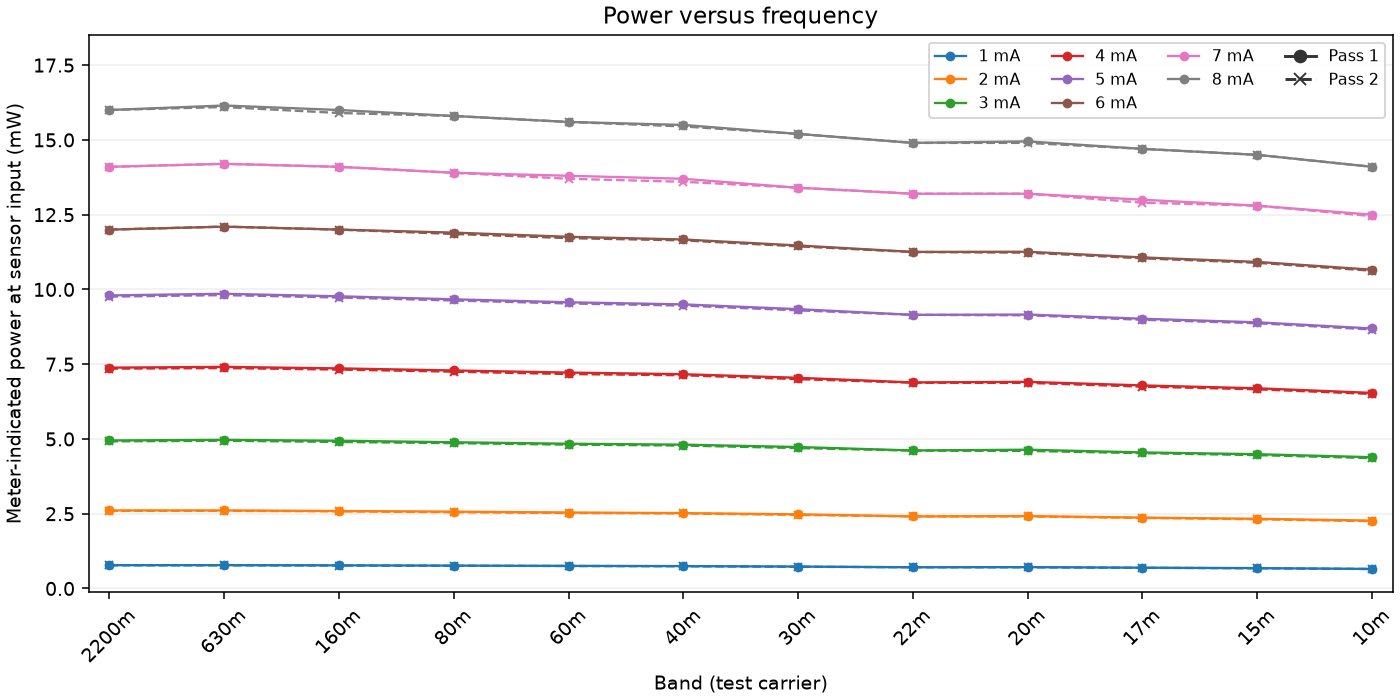 Power versus frequency
Meter-indicated power at sensor input (mW)
17.5
15.0
12.5
10.0
7.5
5.0
2.5
0.0
1 mA
2 mA
3 mA
4 mA
5 mA
6 mA
7 mA
8 mA
Pass 1
Pass 2
2200m
630m
160m
80m
60m
40m
30m
22m
20m
17m
15m
10m
Band (test carrier)